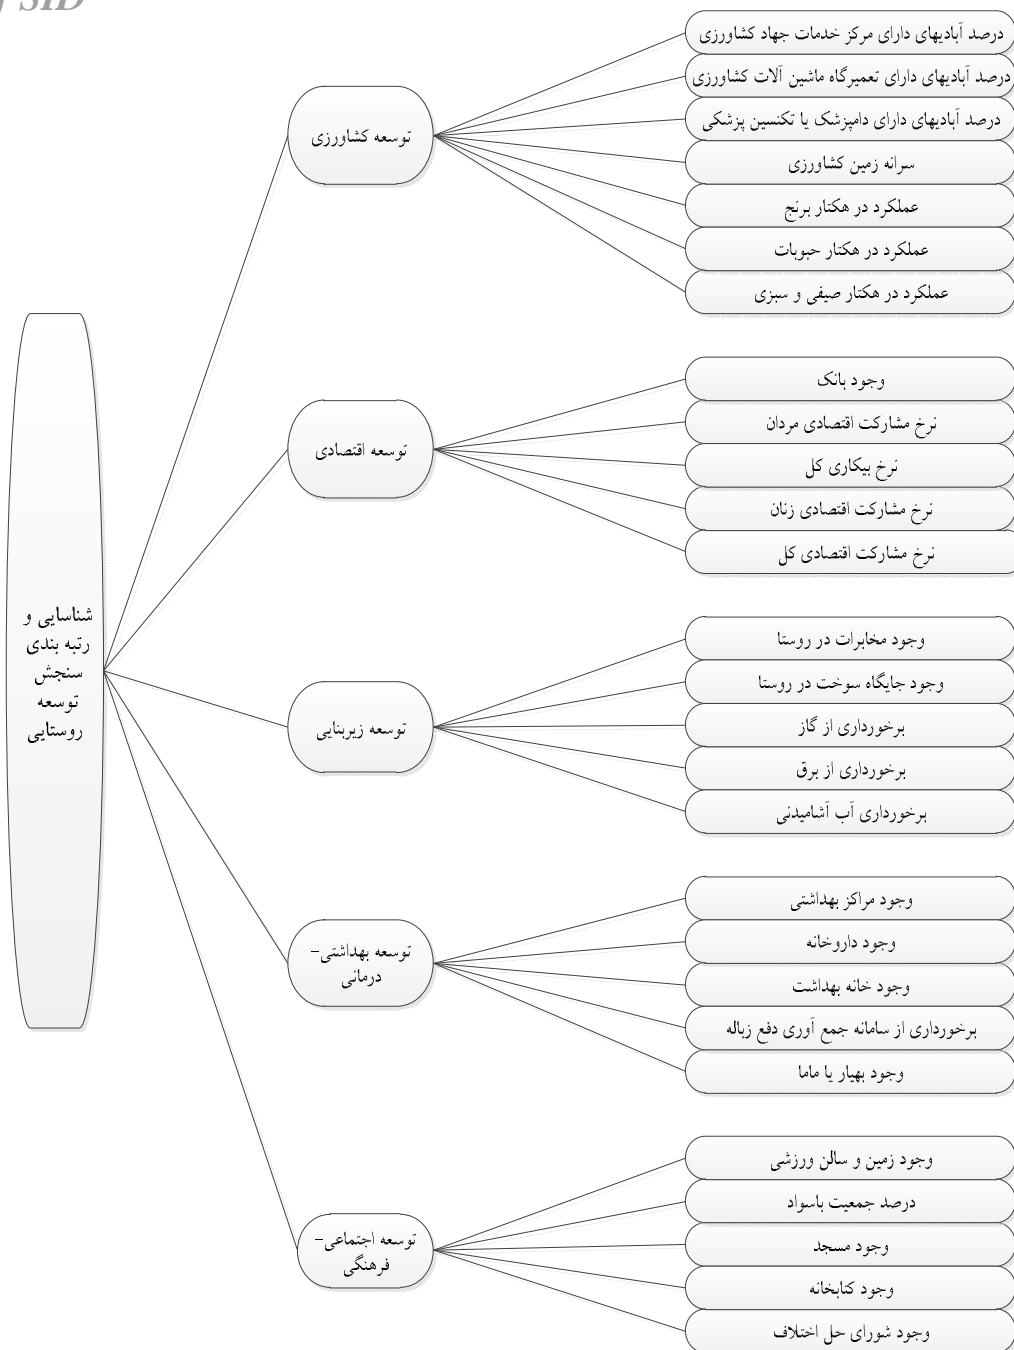 SID
درصد آبادیهای دارای مرکز خدمات جهاد کشاورزی
درصد آبادیهای دارای تعمیرگاه ماشین آلات کشاورزی
درصد آبادیهای دارای دامپزشک یا تکنسین پزشکی
سرانه زمین کشاورزی
عملکرد در هکتار برنج
عملکرد در هکتار حبوبات
عملکرد در هکتار صیفی و سبزی
توسعه کشاورزی
وجود بانک
نرخ مشارکت اقتصادی مردان
نرخ بیکاری کل
نرخ مشارکت اقتصادی زنان
نرخ مشارکت اقتصادی کل
توسعه اقتصادی
وجود مخابرات در روستا
وجود جایگاه سوخت در روستا
برخورداری از گاز
برخورداری از برق
برخورداری آب آشامیدنی
توسعه زیربنایی
وجود مراکز بهداشتی
وجود داروخانه
وجود خانه بهداشت
برخورداری از سامانه جمع آوری دفع زباله
وجود بهیار یا ماما
توسعه بهداشتی-
درمانی
وجود زمین و سالن ورزشی
درصد جمعیت باسواد
وجود مسجد
وجود کتابخانه
وجود شورای حل اختلاف
توسعه اجتماعی-
فرهنگی
شناسایی و
رتبه بندی
سنجش
توسعه
روستایی